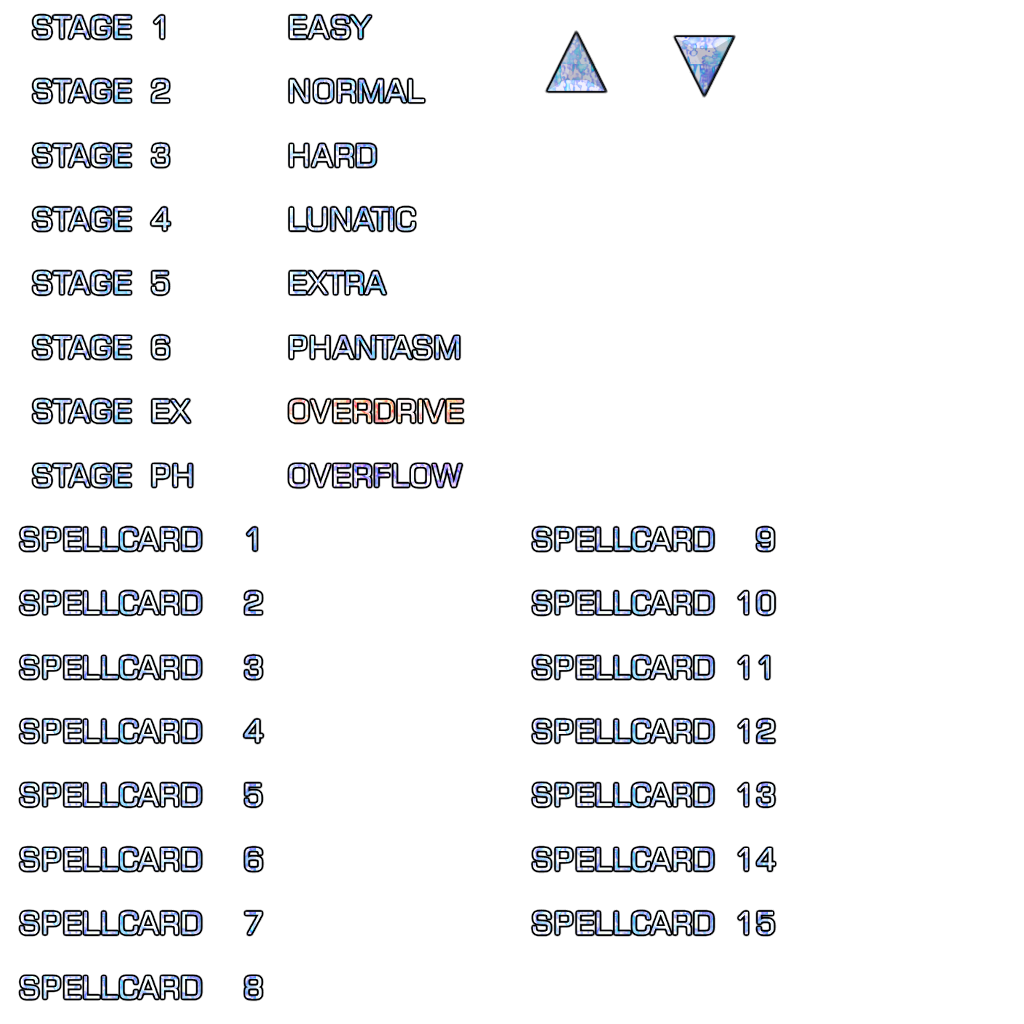 STAGE 1 EASY
STAGE 2 NORMAL
STAGE 3 HARD
STAGE 4 LUNATIC
STAGE 5 EXTRA
STAGE 6 PHANTASM
STAGE EX OVERDRIVE
STAGE PH OVERFLOW
SPELLCARD 1 SPELLCARD 9
SPELLCARD 2 SPELLCARD 10
SPELLCARD 3 SPELLCARD 11
SPELLCARD 4 SPELLCARD 12
SPELLCARD 5 SPELLCARD 13
SPELLCARD 6 SPELLCARD 14
SPELLCARD 7 SPELLCARD 15
SPELLCARD 8